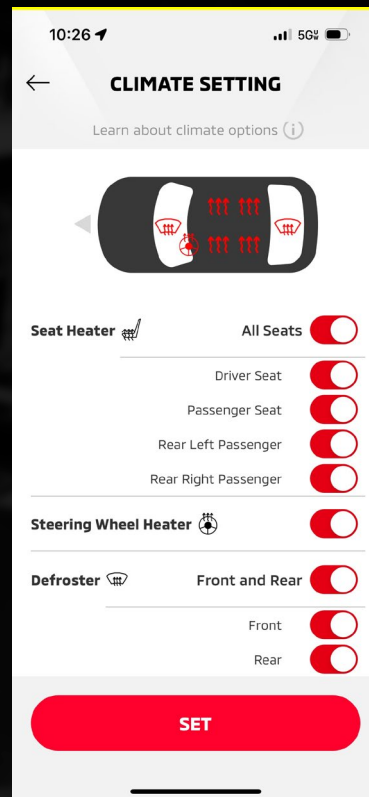 10:26
5G UW
CLIMATE SETTING
Learn about climate options i
Seat Heater All Seats
Driver Seat
Passenger Seat
Rear Left Passenger
Rear Right Passenger
Steering Wheel Heater
Defroster Front and Rear
Front
Rear
SET